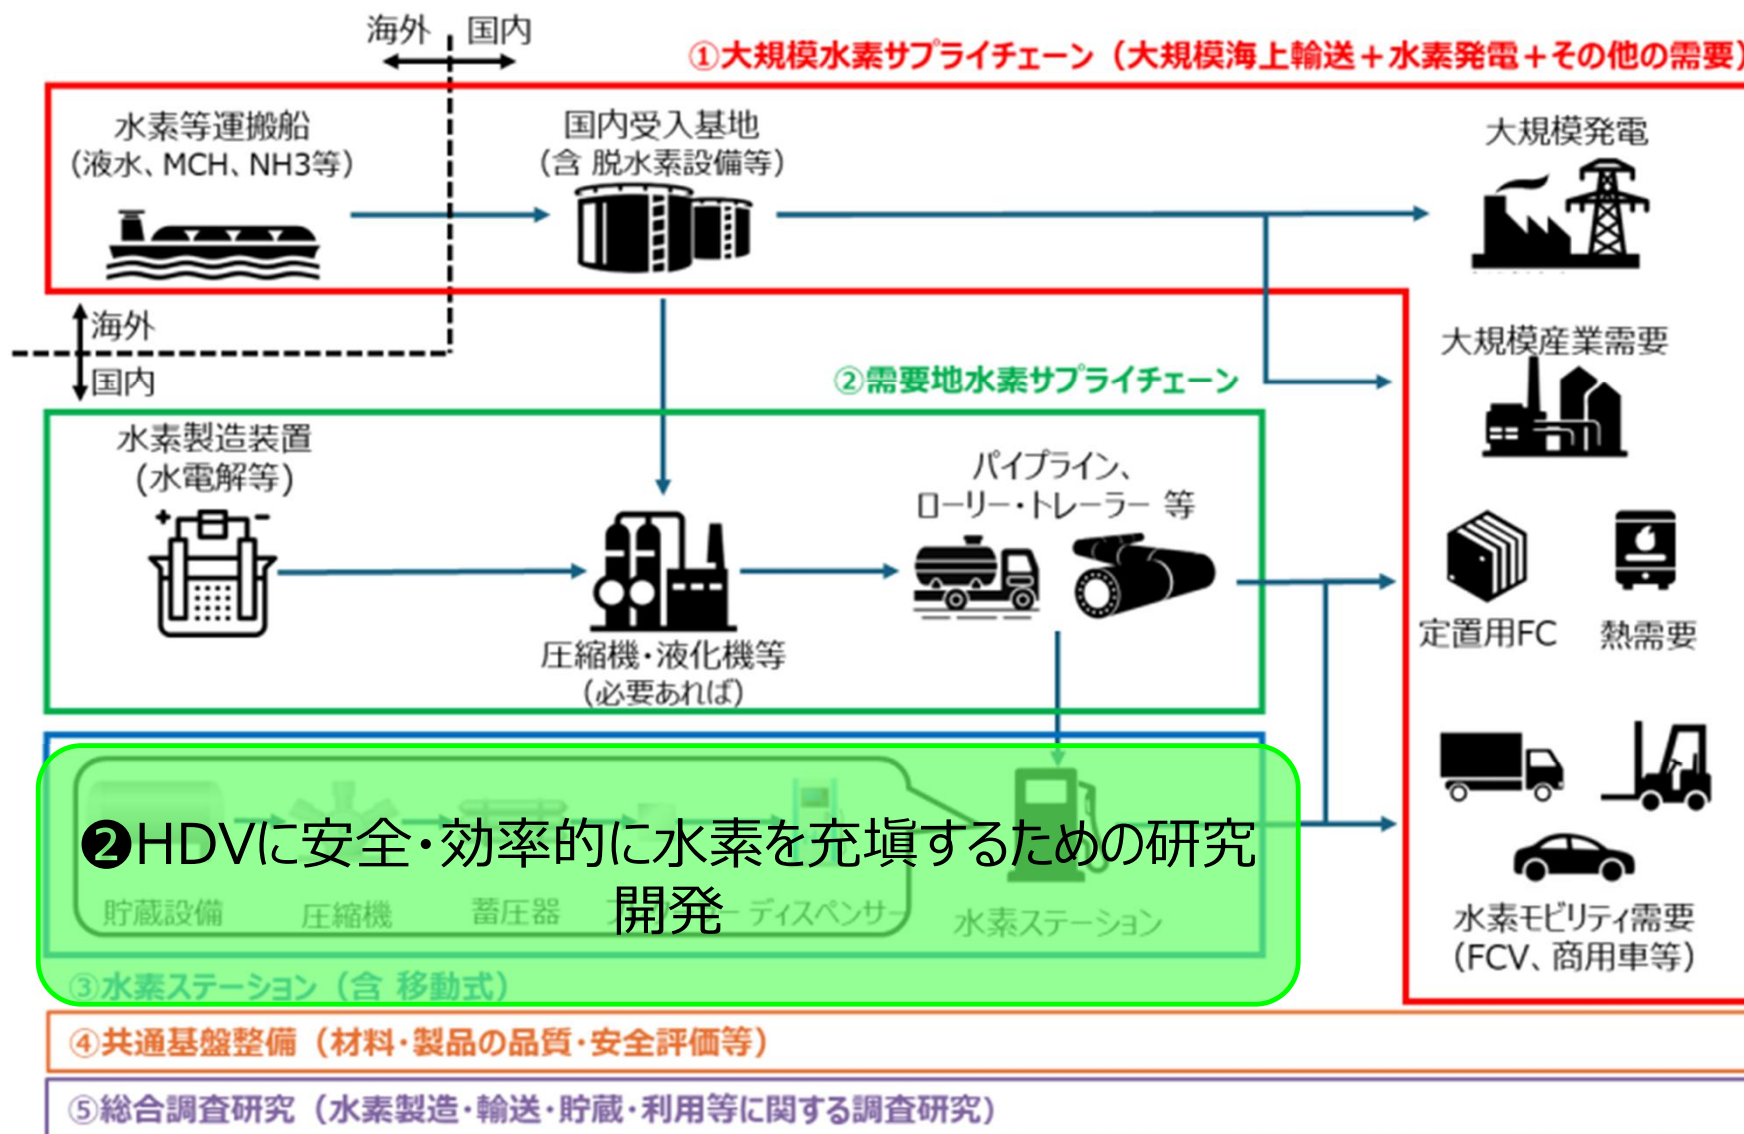 海外 国内
①大規模水素サプライチェーン（大規模海上輸送＋水素発電＋その他の需要）
水素等運搬船
（液水、MCH、NH3等）
国内受入基地
（含 脱水素設備等）
大規模発電
海外
国内
大規模産業需要
②需要地水素サプライチェーン
水素製造装置
（水電解等）
パイプライン、
ローリー・トレーラー 等
圧縮機・液化機等
（必要あれば）
定置用FC
熱需要
❷HDVに安全・効率的に水素を充塡するための研究
開発
貯蔵設備
圧縮機
蓄圧器
ディスペンサー
水素ステーション
水素モビリティ需要
（FCV、商用車等）
③水素ステーション（含 移動式）
④共通基盤整備（材料・製品の品質・安全評価等）
⑤総合調査研究（水素製造・輸送・貯蔵・利用等に関する調査研究）